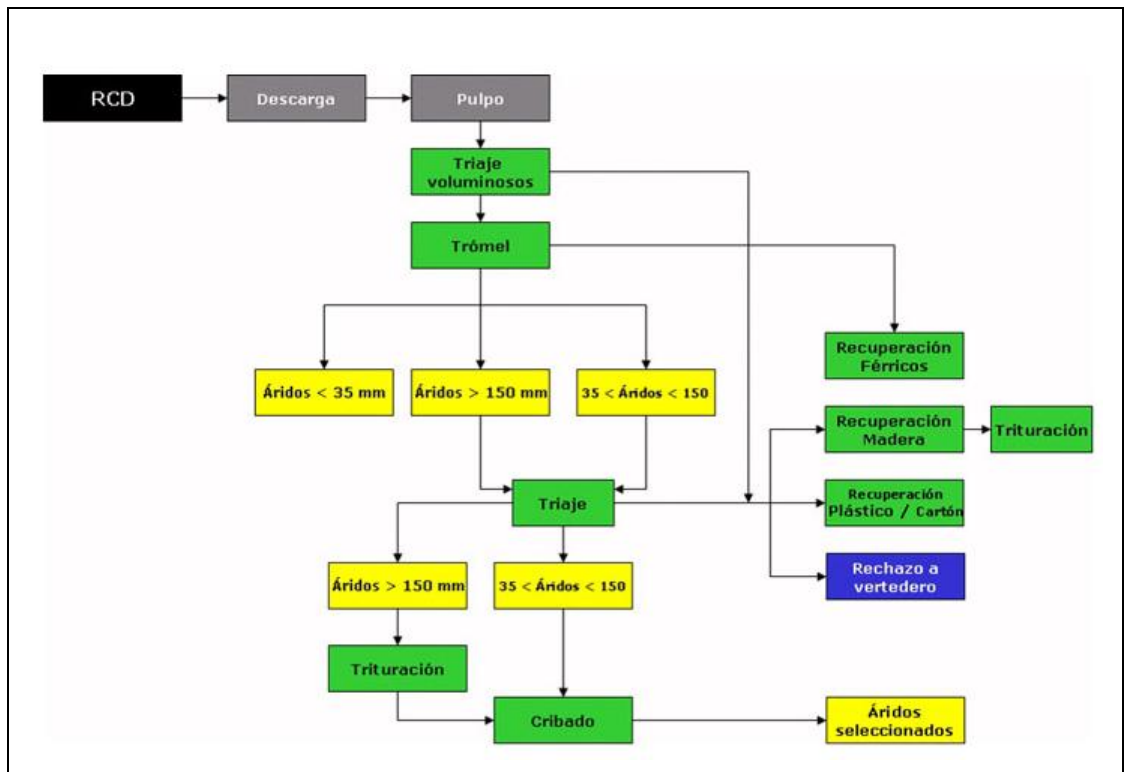 RCD
Descarga
Pulpo
Triaje
voluminosos
Trómel
Recuperación
Férricos
Áridos < 35 mm
Áridos > 150 mm
35 < Áridos < 150
Recuperación
Madera
Trituración
Triaje
Recuperación
Plástico / Cartón
Áridos > 150 mm
35 < Áridos < 150
Rechazo a
vertedero
Trituración
Cribado
Áridos
seleccionados